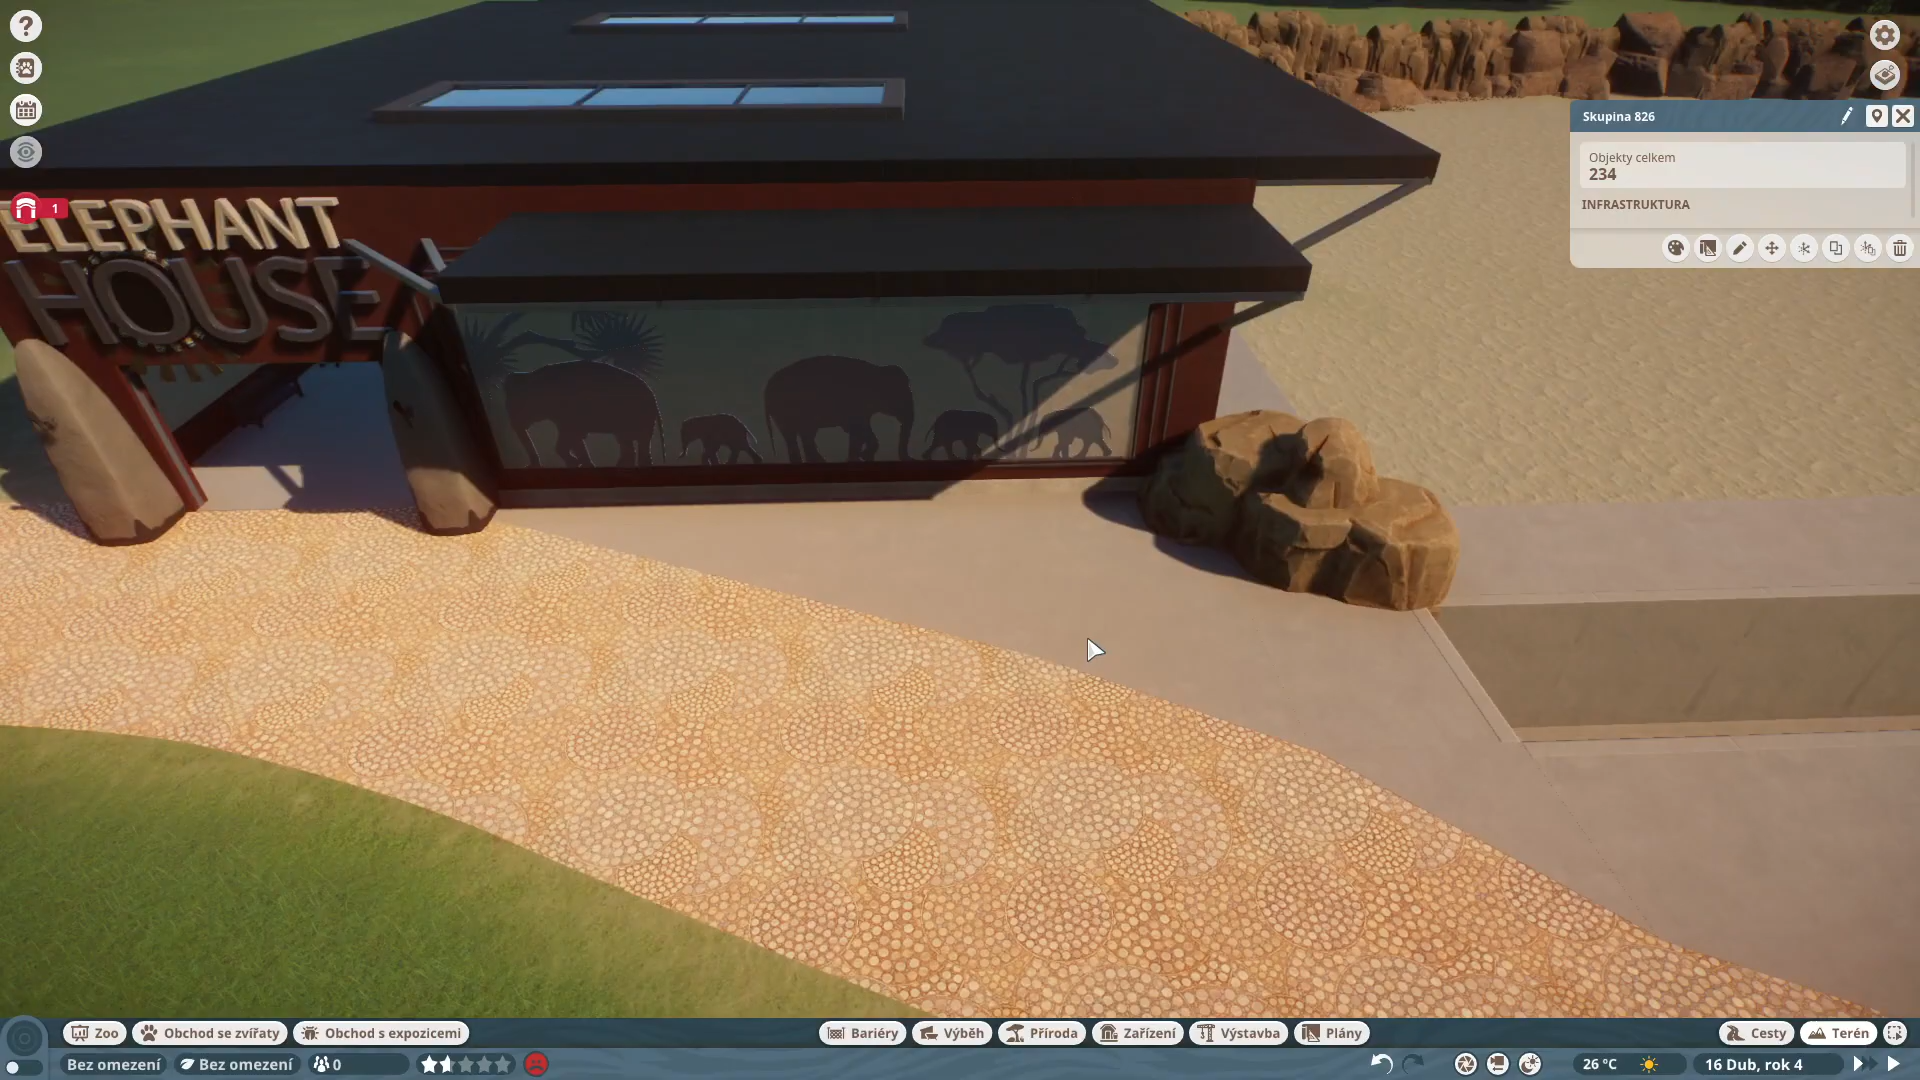 ?
Skupina 826
Objekty celkem
234
INFRASTRUKTURA
1
ELEPHANT
HOUSE
Zoo
Obchod se zvířaty
Obchod s expozicemi
Bariéry
Výběh
Příroda
Zařízení
Výstavba
Plány
Cesty
Terén
Bez omezení
Bez omezení
0
26 °C
16 Dub, rok 4